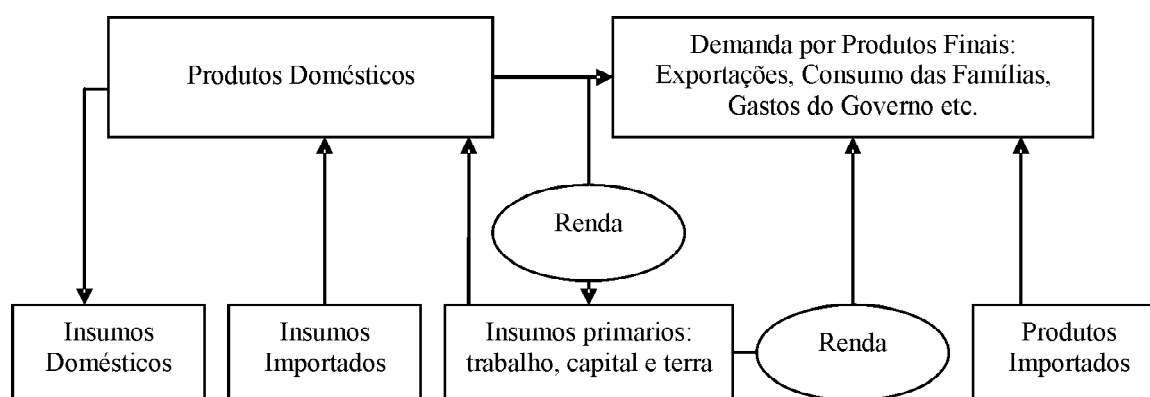 Produtos Domésticos
Demanda por Produtos Finais:
Exportações, Consumo das Famílias,
Gastos do Governo etc.
Renda
Insumos
Domésticos
Insumos
Importados
Insumos primarios:
trabalho, capital e terra
Renda
Produtos
Importados